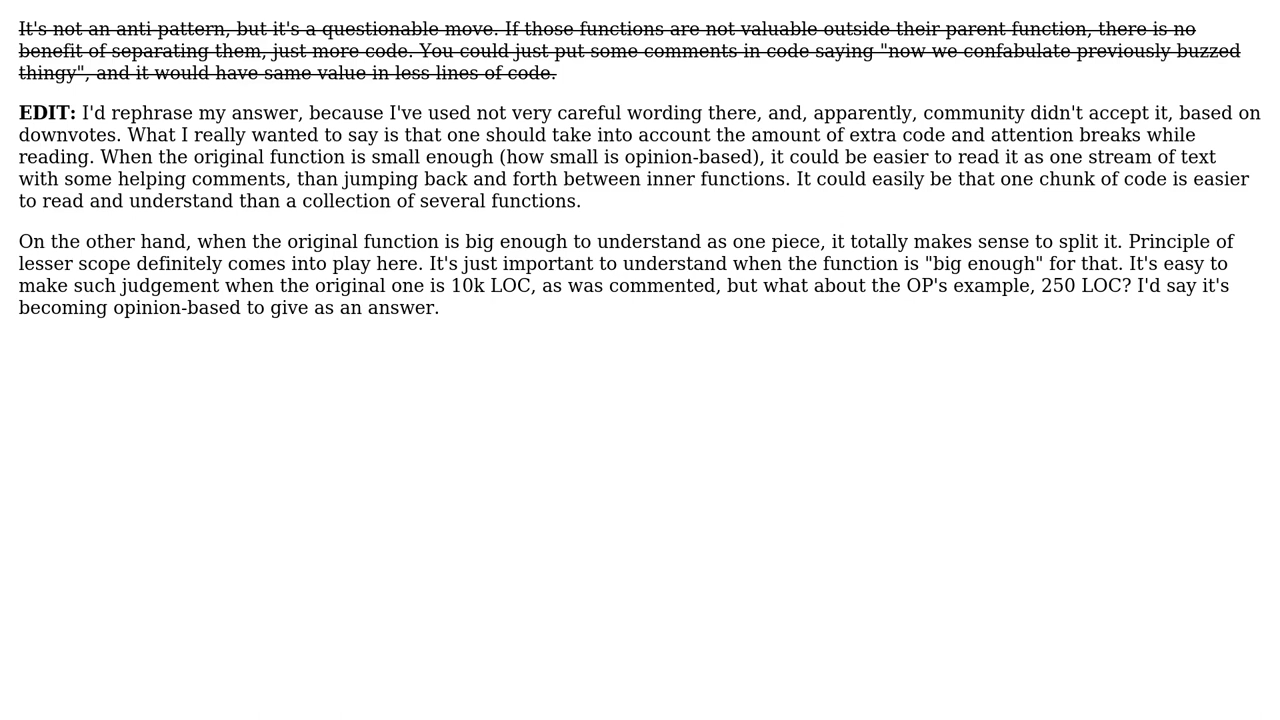 It's not an anti pattern, but it's a questionable move. If those functions are not valuable outside their parent function, there is no
benefit of separating them, just more code. You could just put some comments in code saying "now we confabulate previously buzzed
thingy", and it would have same value in less lines of code.
EDIT: I'd rephrase my answer, because I've used not very careful wording there, and, apparently, community didn't accept it, based on
downvotes. What I really wanted to say is that one should take into account the amount of extra code and attention breaks while
reading. When the original function is small enough (how small is opinion-based), it could be easier to read it as one stream of text
with some helping comments, than jumping back and forth between inner functions. It could easily be that one chunk of code is easier
to read and understand than a collection of several functions.
On the other hand, when the original function is big enough to understand as one piece, it totally makes sense to split it. Principle of
lesser scope definitely comes into play here. It's just important to understand when the function is "big enough" for that. It's easy to
make such judgement when the original one is 10k LOC, as was commented, but what about the OP's example, 250 LOC? I'd say it's
becoming opinion-based to give as an answer.